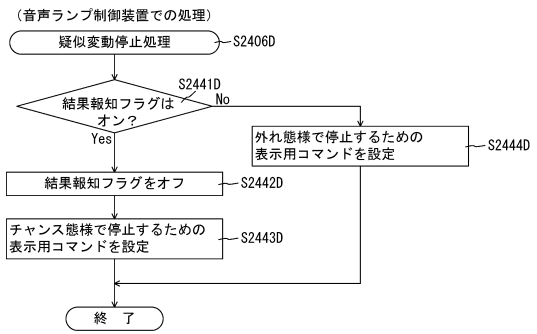 （音声ランプ制御装置での処理）
疑似変動停止処理
S2406D
S2441D
結果報知フラグは
オン？
No
Yes
外れ態様で停止するための
表示用コマンドを設定
S2444D
結果報知フラグをオフ
S2442D
チャンス態様で停止するための
表示用コマンドを設定
S2443D
終 了